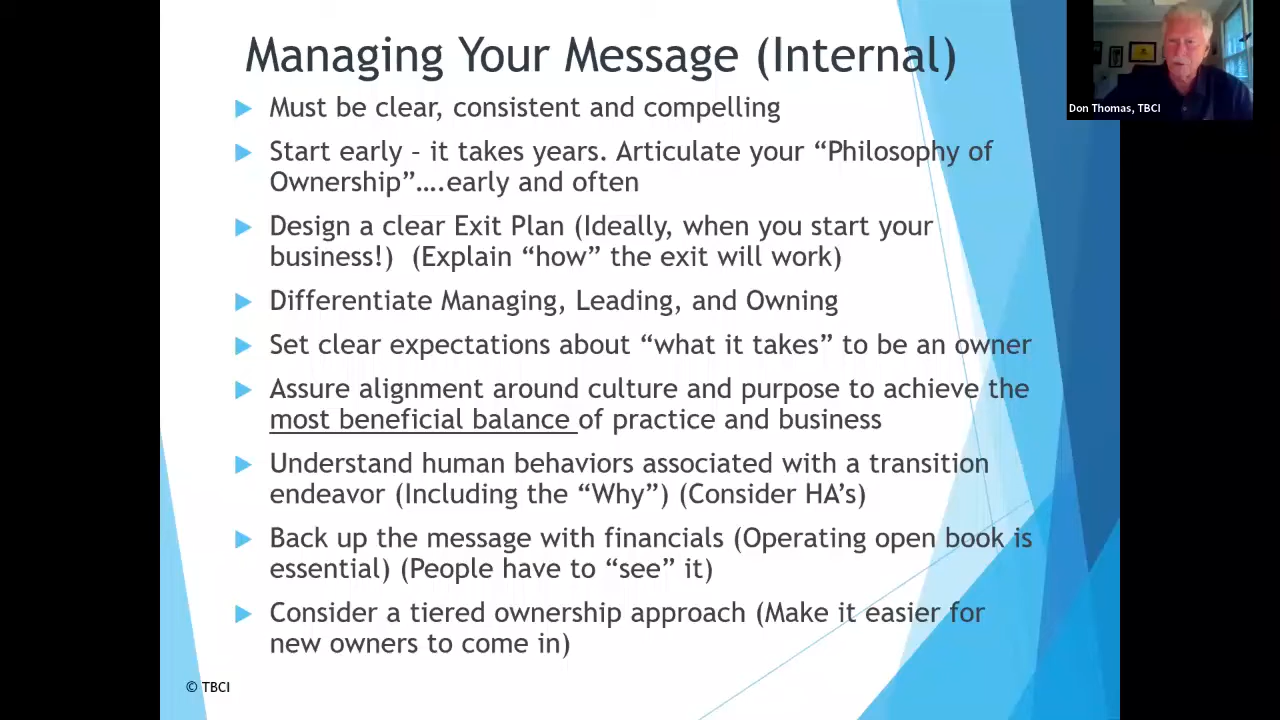 Managing Your Message (Internal)
Must be clear, consistent and compelling
Start early – it takes years. Articulate your “Philosophy of
Ownership”….early and often
Design a clear Exit Plan (Ideally, when you start your
business!)  (Explain “how” the exit will work)
Differentiate Managing, Leading, and Owning
Set clear expectations about “what it takes” to be an owner
Assure alignment around culture and purpose to achieve the
most beneficial balance of practice and business
Understand human behaviors associated with a transition
endeavor (Including the “Why”) (Consider HA’s)
Back up the message with financials (Operating open book is
essential) (People have to “see” it)
Consider a tiered ownership approach (Make it easier for
new owners to come in)
© TBCI
Don Thomas, TBCI